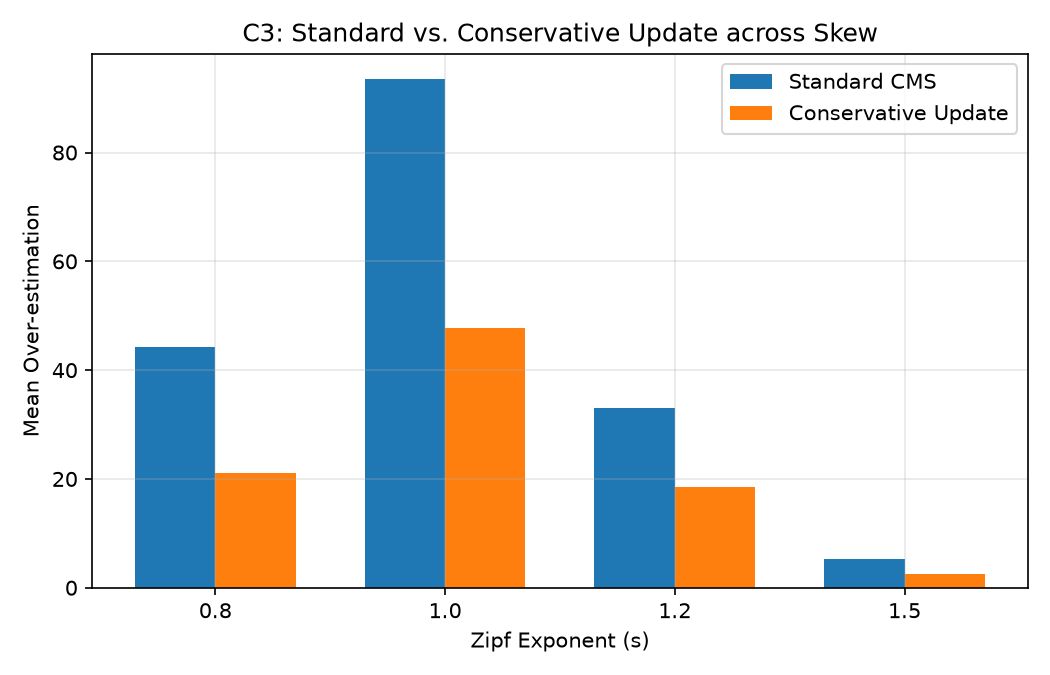 C3: Standard vs. Conservative Update across Skew
Standard CMS
Conservative Update
Mean Over-estimation
80
60
40
20
0
0.8 1.0 1.2 1.5
Zipf Exponent (s)